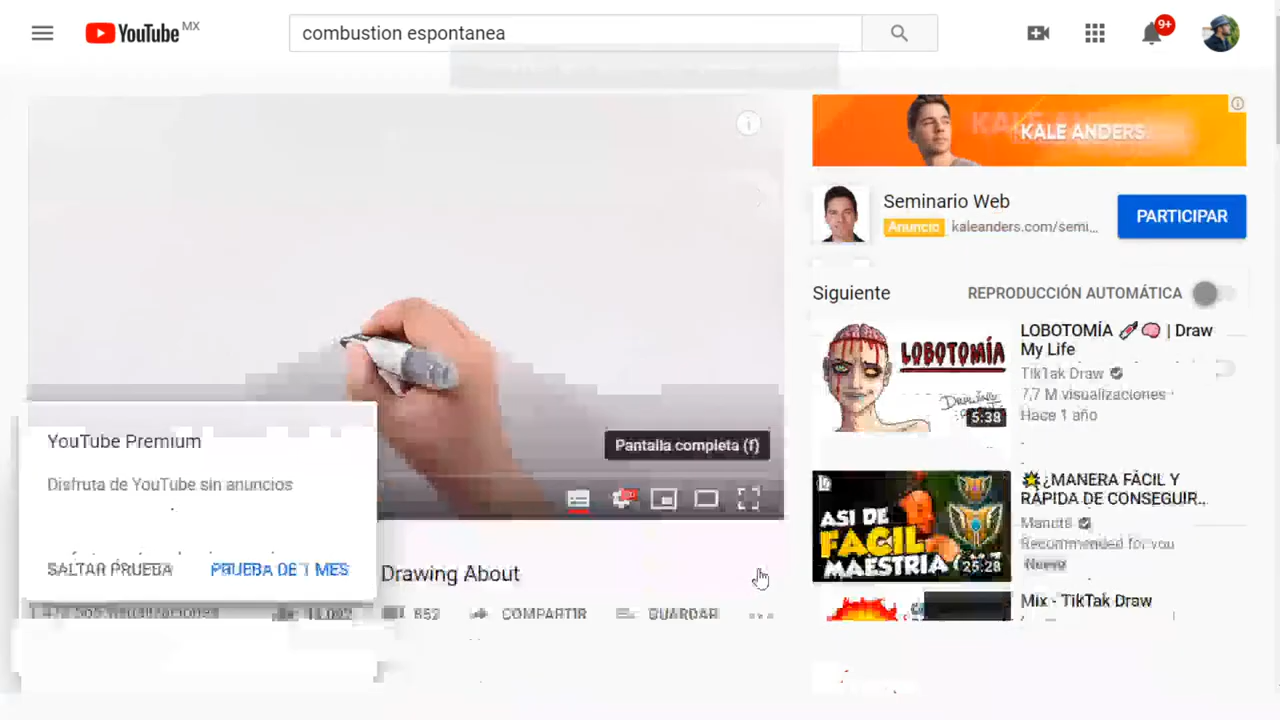 YouTube MX
combustion espontanea
9+
KALE ANDERS.
Seminario Web
PARTICIPAR
Anuncio kaleanders.com/semi...
Siguiente
REPRODUCCIÓN AUTOMÁTICA
LOBOTOMÍA
5:38
LOBOTOMÍA 💉🧠 | Draw
My Life
TikTak Draw
7,7 M visualizaciones
Hace 1 año
Pantalla completa (f)
YouTube Premium
Disfruta de YouTube sin anuncios
SALTAR PRUEBA
PRUEBA DE 1 MES
Drawing About
652
COMPARTIR
GUARDAR
ASI DE
FACIL
MAESTRIA
25:28
🌟¿MANERA FÁCIL Y
RÁPIDA DE CONSEGUIR...
Recommended for you
Nuevo
Mix - TikTak Draw